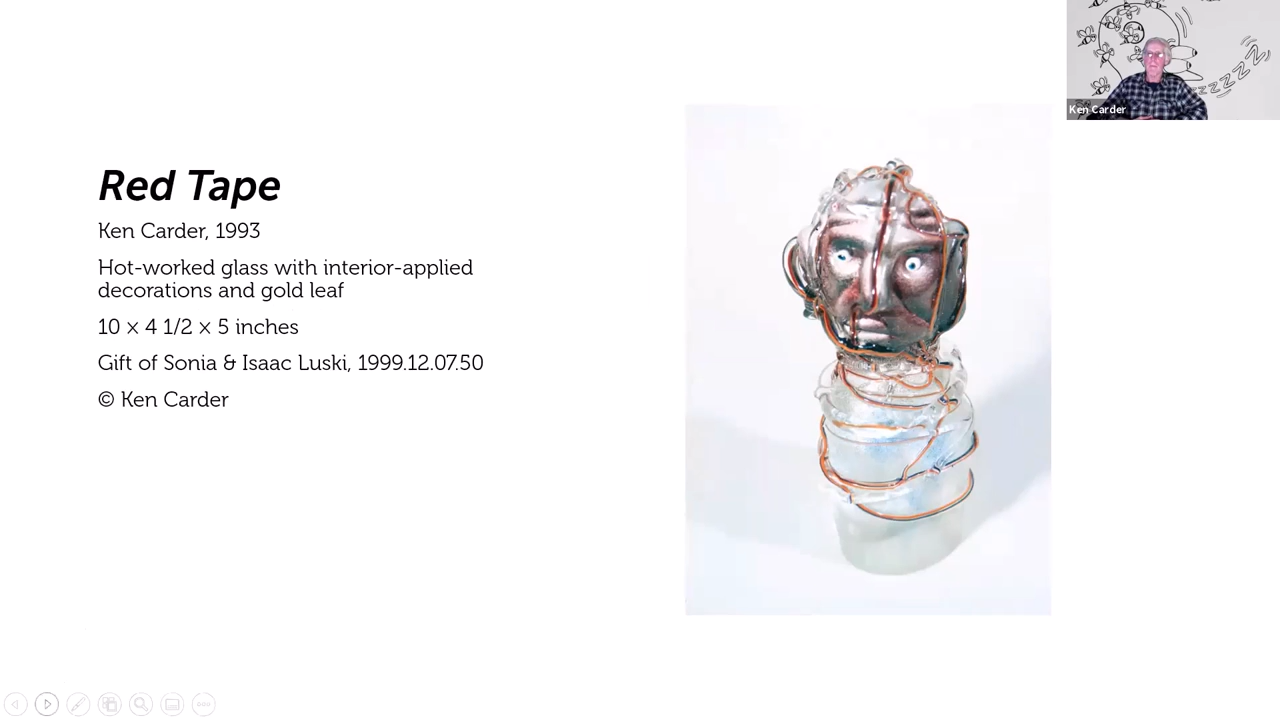 Red Tape
Ken Carder, 1993
Hot-worked glass with interior-applied
decorations and gold leaf
10 × 4 1/2 × 5 inches
Gift of Sonia & Isaac Luski, 1999.12.07.50
© Ken Carder
Ken Carder
zzzZZZZ